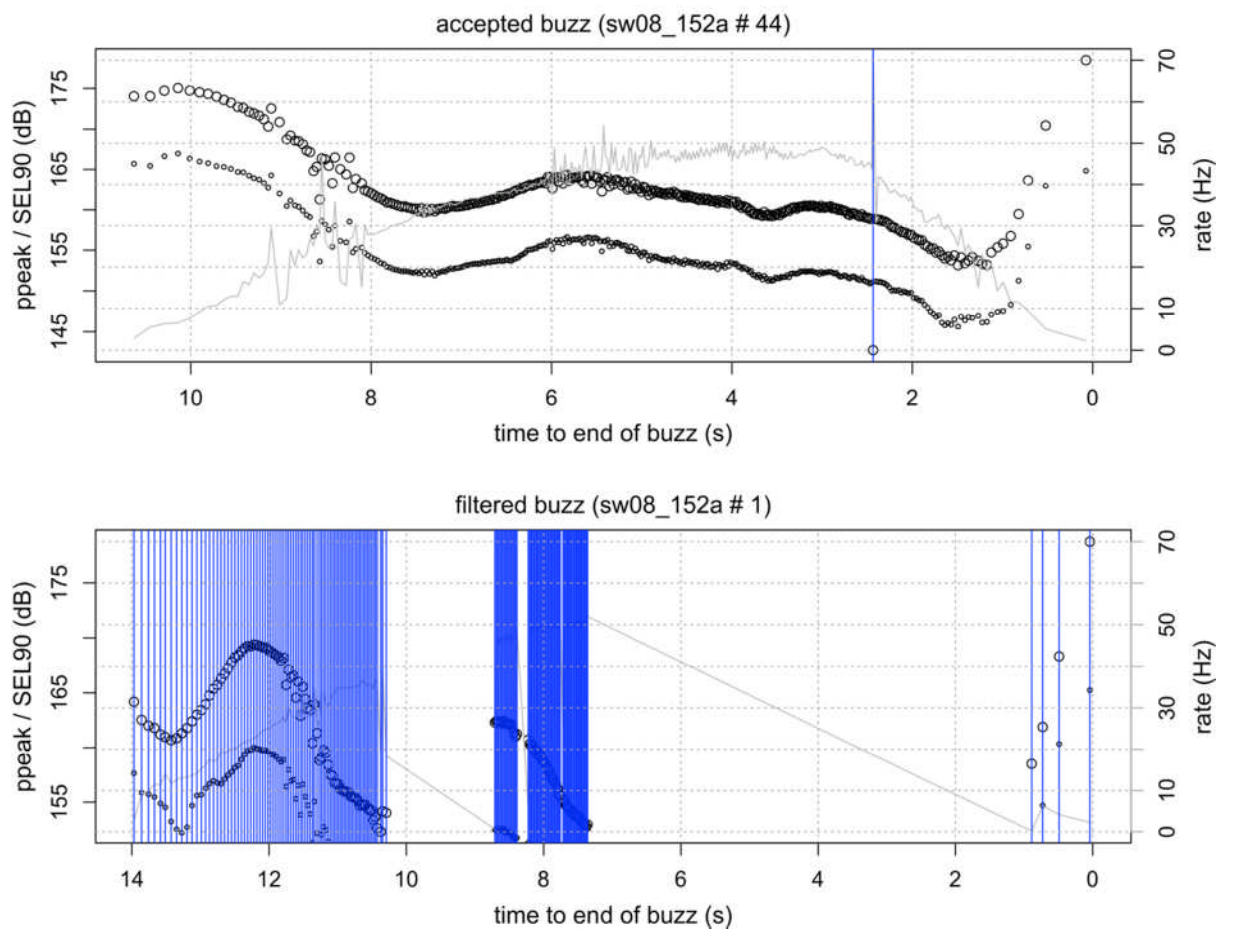 accepted buzz (sw08_152a # 44)
ppeak / SEL90 (dB)
175
165
155
145
70
50
30
10
0
rate (Hz)
10 8 6 4 2 0
time to end of buzz (s)
filtered buzz (sw08_152a # 1)
ppeak / SEL90 (dB)
175
165
155
70
50
30
10
0
rate (Hz)
14 12 10 8 6 4 2 0
time to end of buzz (s)